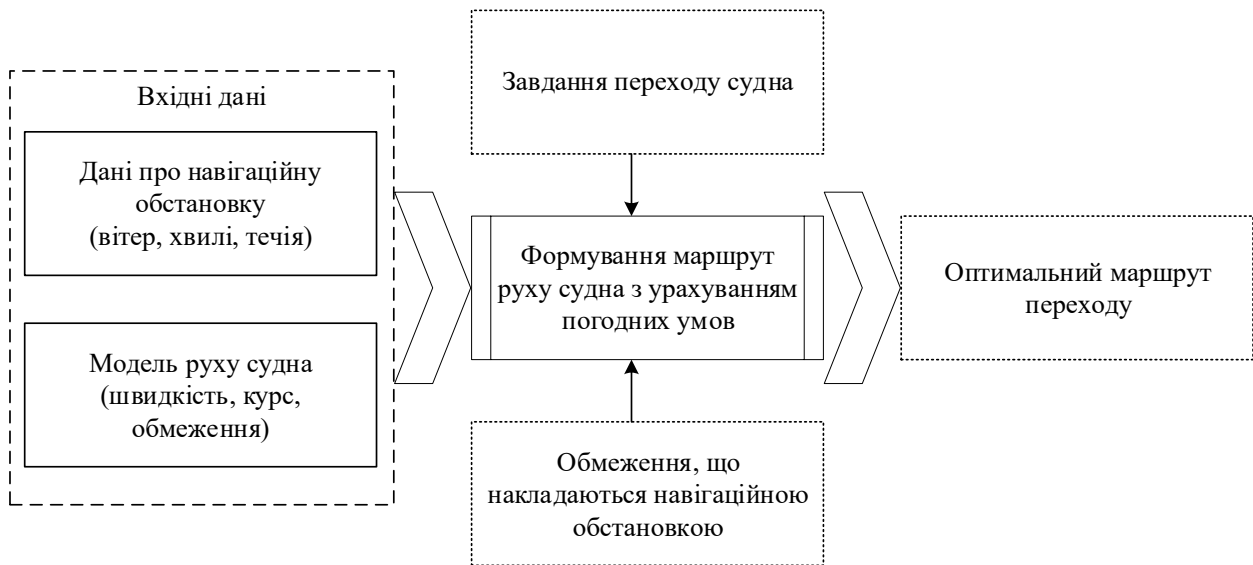 Вхідні дані
Дані про навігаційну
обстановку
(вітер, хвилі, течія)
Модель руху судна
(швидкість, курс,
обмеження)
Завдання переходу судна
Формування маршрут
руху судна з урахуванням
погодних умов
Обмеження, що
накладаються навігаційною
обстановкою
Оптимальний маршрут
переходу